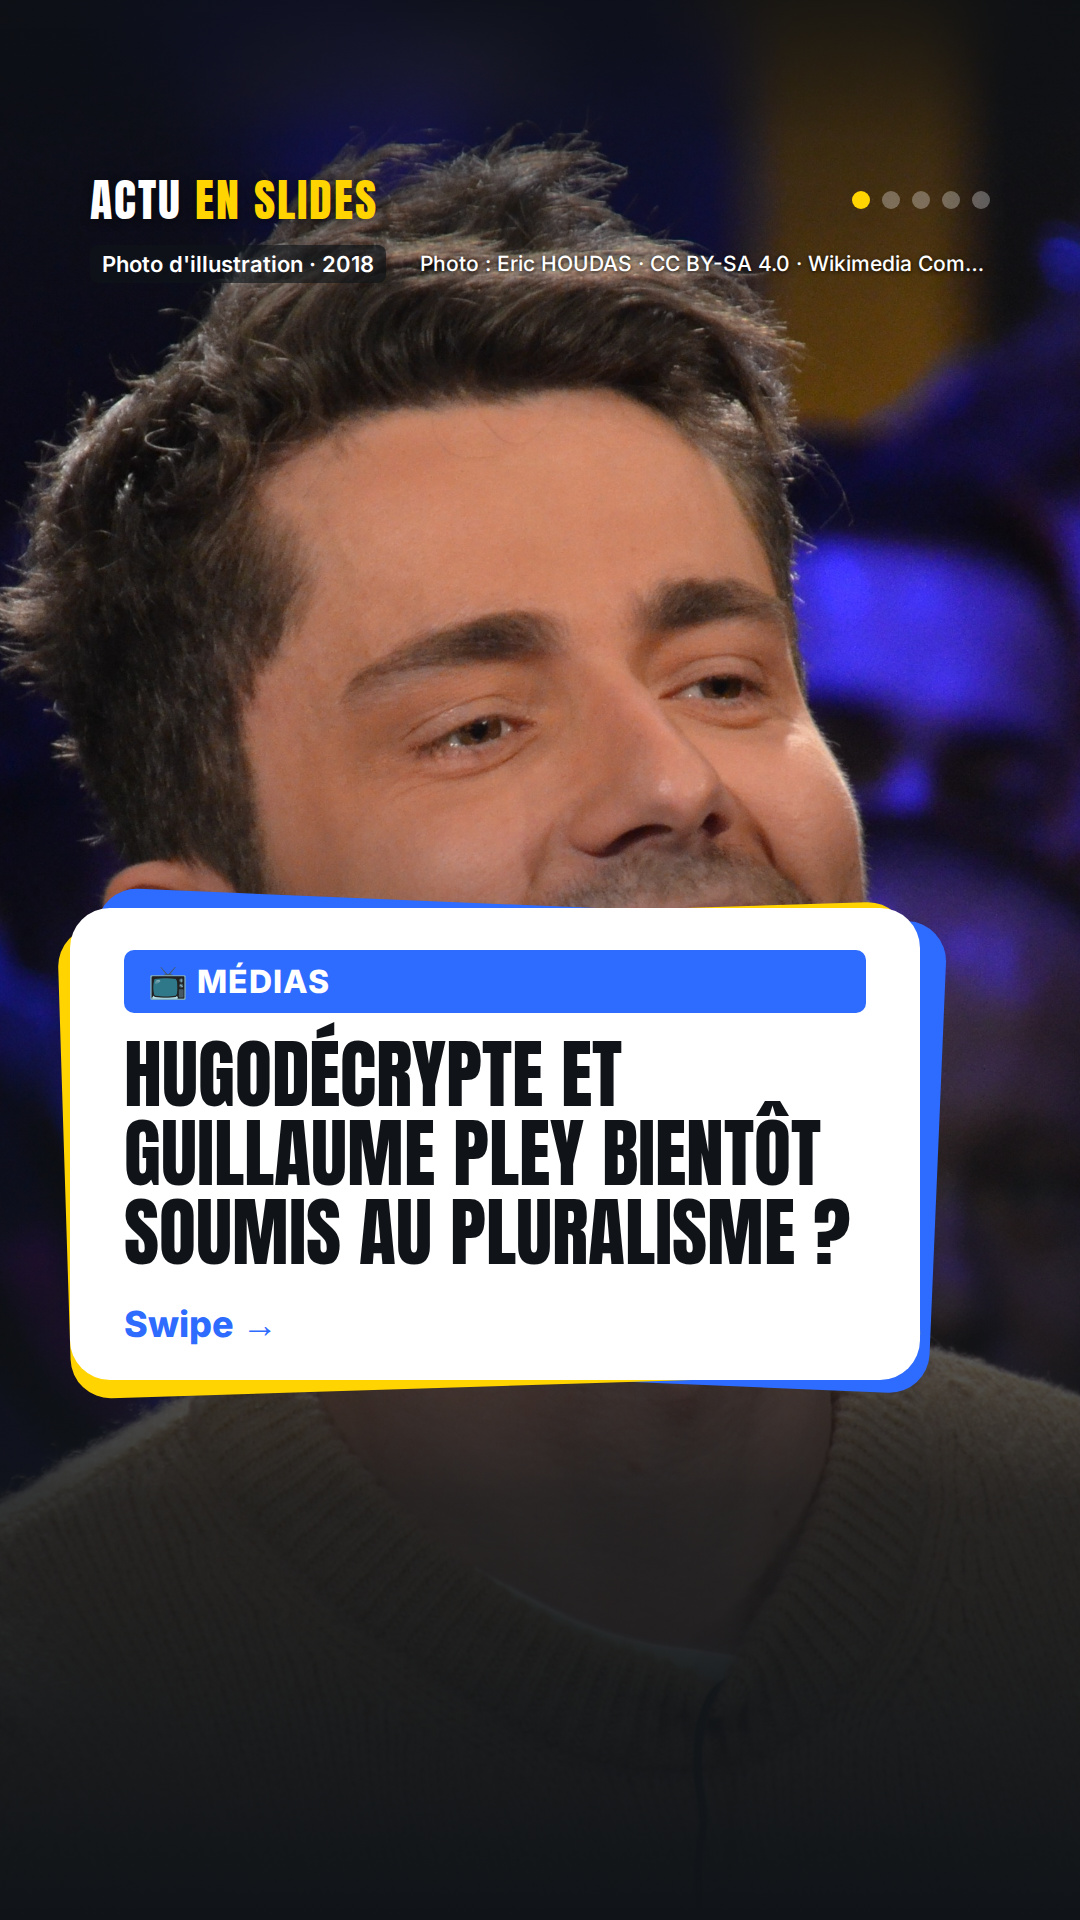 ACTU EN SLIDES
Photo d'illustration · 2018
Photo : Eric HOUDAS · CC BY-SA 4.0 · Wikimedia Com...
📺 MÉDIAS
HUGODÉCRYPTE ET
GUILLAUME PLEY BIENTÔT
SOUMIS AU PLURALISME ?
Swipe →